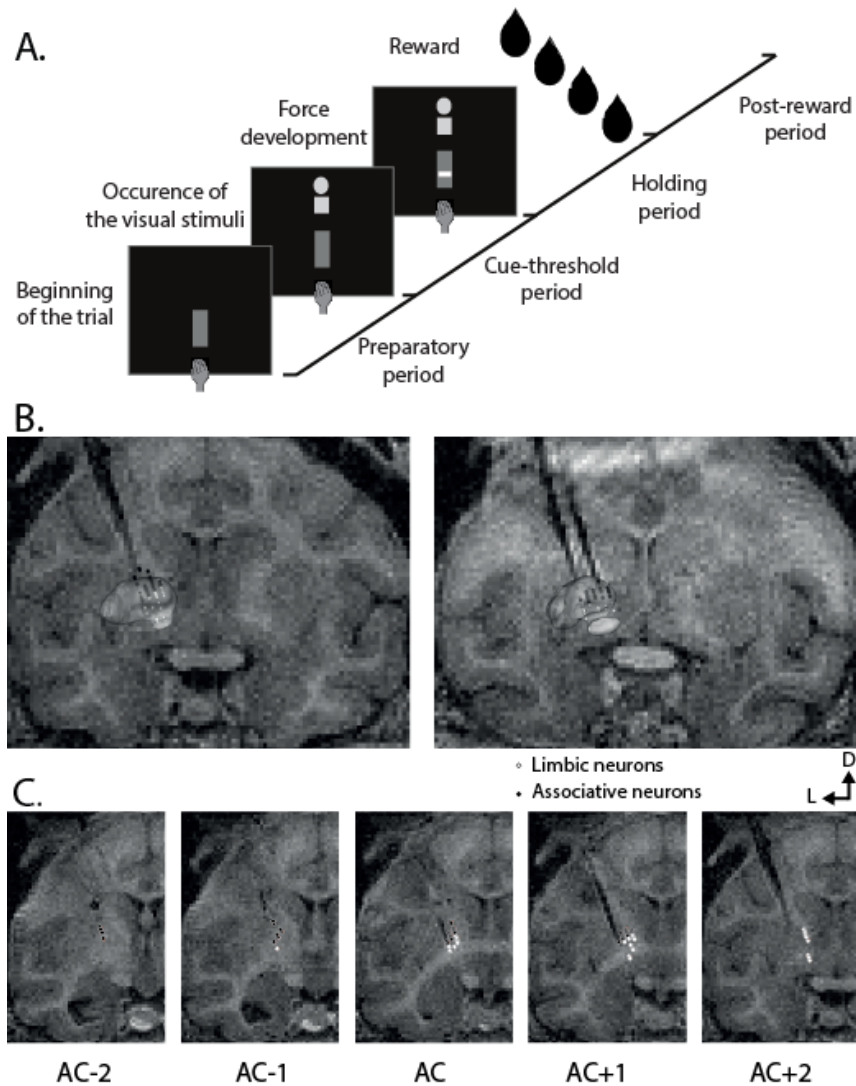 A.
Reward
Force
development
Occurence of
the visual stimuli
Beginning
of the trial
Post-reward
period
Holding
period
Cue-threshold
period
Preparatory
period
B.
Limbic neurons
Associative neurons
D
L
C.
AC-2 AC-1 AC AC+1 AC+2